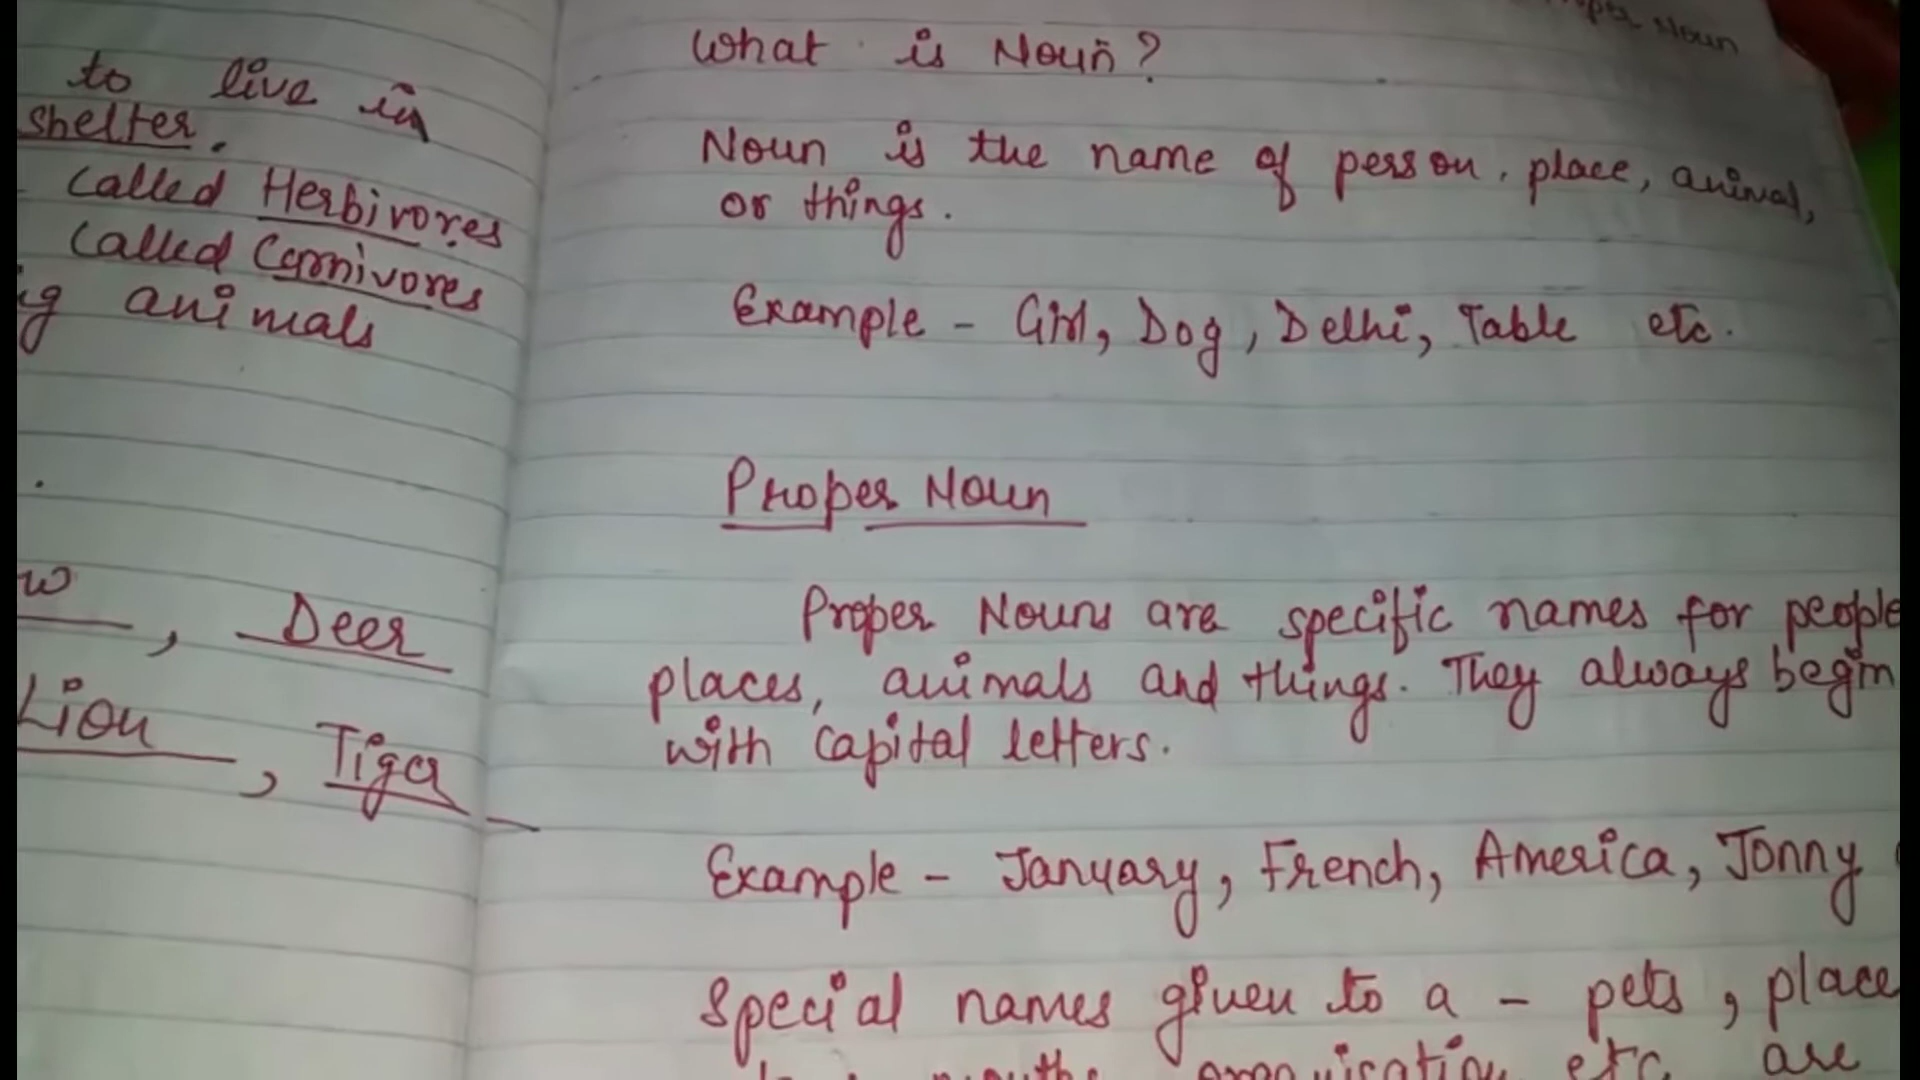 to live in
shelter.
called Herbivores
called Carnivores
animals
Deer
Lion, Tiger
Noun
What is Noun?
Noun is the name of person, place, animal,
or things.
Example - Girl, Dog, Delhi, Table etc.
Proper Noun
Proper Nouns are specific names for people
places, animals and things. They always begin
with capital letters.
Example - January, French, America, Jonny
Special names given to a - pets, place
etc. are